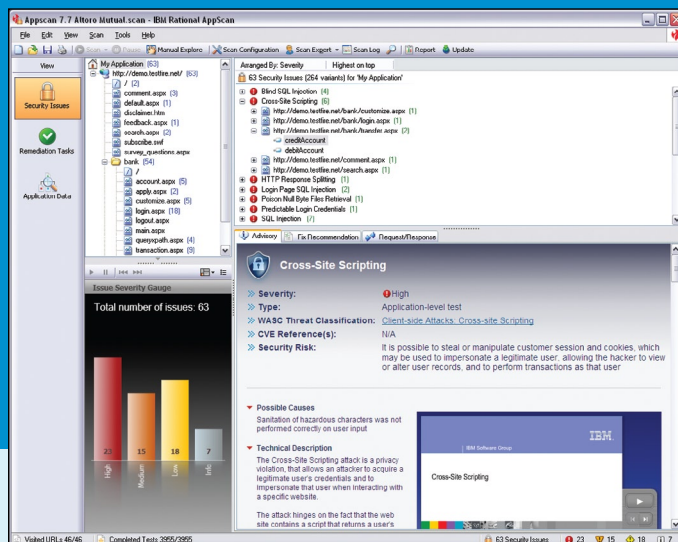 Appscan 7.7 Altoro Mutual.scan - IBM Rational AppScan
File Edit View Scan Tools Help
Scan Pause Manual Explore Scan Configuration Scan Expert Scan Log Report Update
View
Security Issues
Remediation Tasks
Application Data
My Application (63)
http://demo.testfire.net/ (63)
/ (2)
comment.aspx (3)
default.aspx (1)
disclaimer.htm
feedback.aspx (1)
search.aspx (2)
subscribe.swf
survey_questions.aspx
bank (54)
/
account.aspx (5)
apply.aspx (2)
customize.aspx (5)
login.aspx (18)
logout.aspx
main.aspx
queryxpath.aspx (4)
transaction.aspx (9)
Issue Severity Gauge
Total number of issues: 63
23
15
18
7
High
Medium
Low
Info
Arranged By: Severity Highest on top
63 Security Issues (264 variants) for 'My Application'
Blind SQL Injection (4)
Cross-Site Scripting (6)
http://demo.testfire.net/bank/customize.aspx (1)
http://demo.testfire.net/bank/login.aspx (1)
http://demo.testfire.net/bank/transfer.aspx (2)
creditAccount
debitAccount
http://demo.testfire.net/comment.aspx (1)
http://demo.testfire.net/search.aspx (1)
HTTP Response Splitting (1)
Login Page SQL Injection (2)
Poison Null Byte Files Retrieval (1)
Predictable Login Credentials (1)
SQL Injection (7)
Advisory Fix Recommendation Request/Response
Cross-Site Scripting
Severity: High
Type: Application-level test
WASC Threat Classification: Client-side Attacks: Cross-site Scripting
CVE Reference(s): N/A
Security Risk: It is possible to steal or manipulate customer session and cookies, which
may be used to impersonate a legitimate user, allowing the hacker to view
or alter user records, and to perform transactions as that user
Possible Causes
Sanitation of hazardous characters was not
performed correctly on user input
Technical Description
The Cross-Site Scripting attack is a privacy
violation, that allows an attacker to acquire a
legitimate user's credentials and to
impersonate that user when interacting with
a specific website.
The attack hinges on the fact that the web
site contains a script that returns a user's
IBM Software Group
IBM
Cross-Site Scripting
Visited URLs 46/46 Completed Tests 3955/3955 63 Security Issues 23 15 18 7